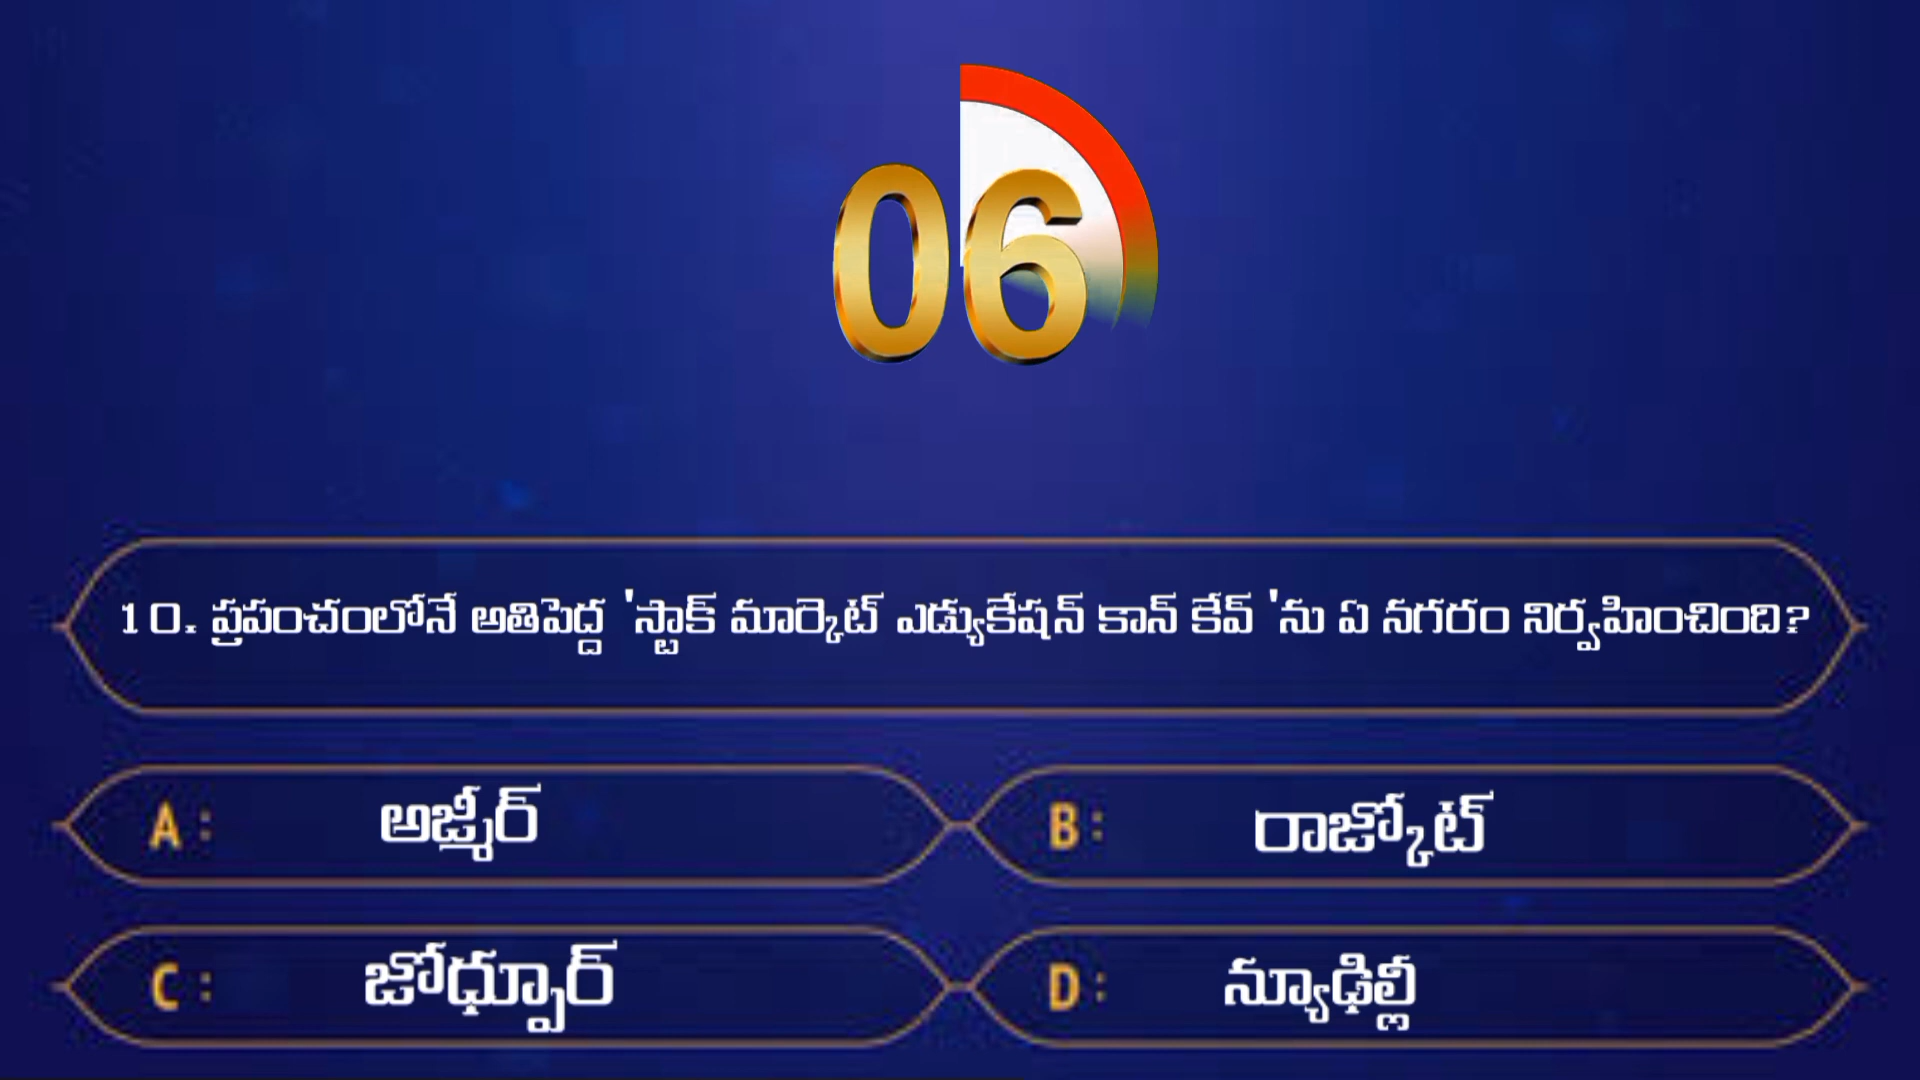 06
10. ప్రపంచంలోనే అతిపెద్ద 'స్టాక్ మార్కెట్ ఎడ్యుకేషన్ కాన్ కేవ్ 'ను ఏ నగరం నిర్వహించింది?
A : అజ్మీర్
B : రాజ్కోట్
C : జోధ్పూర్
D : న్యూఢిల్లీ